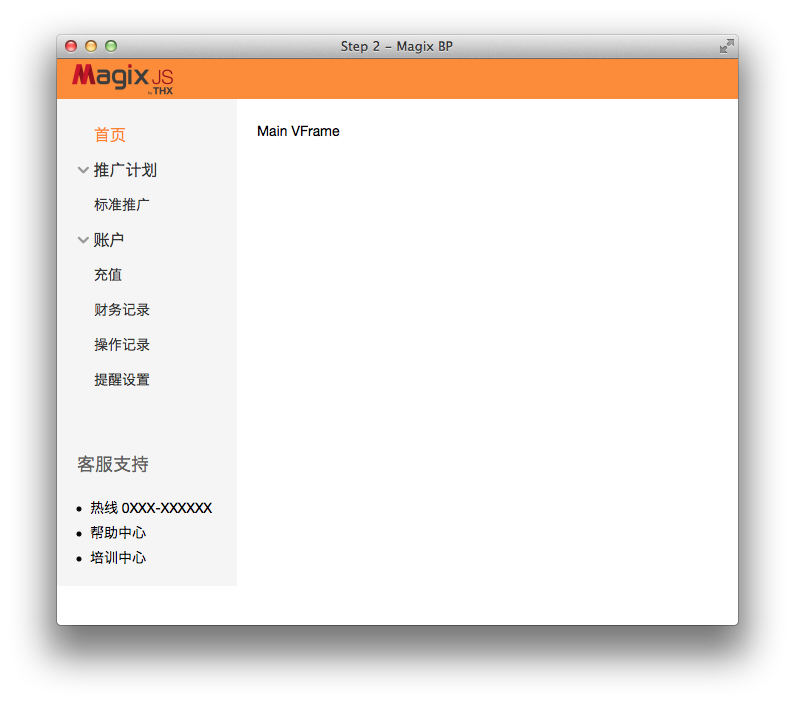 Step 2 – Magix BP
Magix JS
by THX
首页
推广计划
标准推广
账户
充值
财务记录
操作记录
提醒设置
客服支持
热线 0XXX-XXXXXX
帮助中心
培训中心
Main VFrame